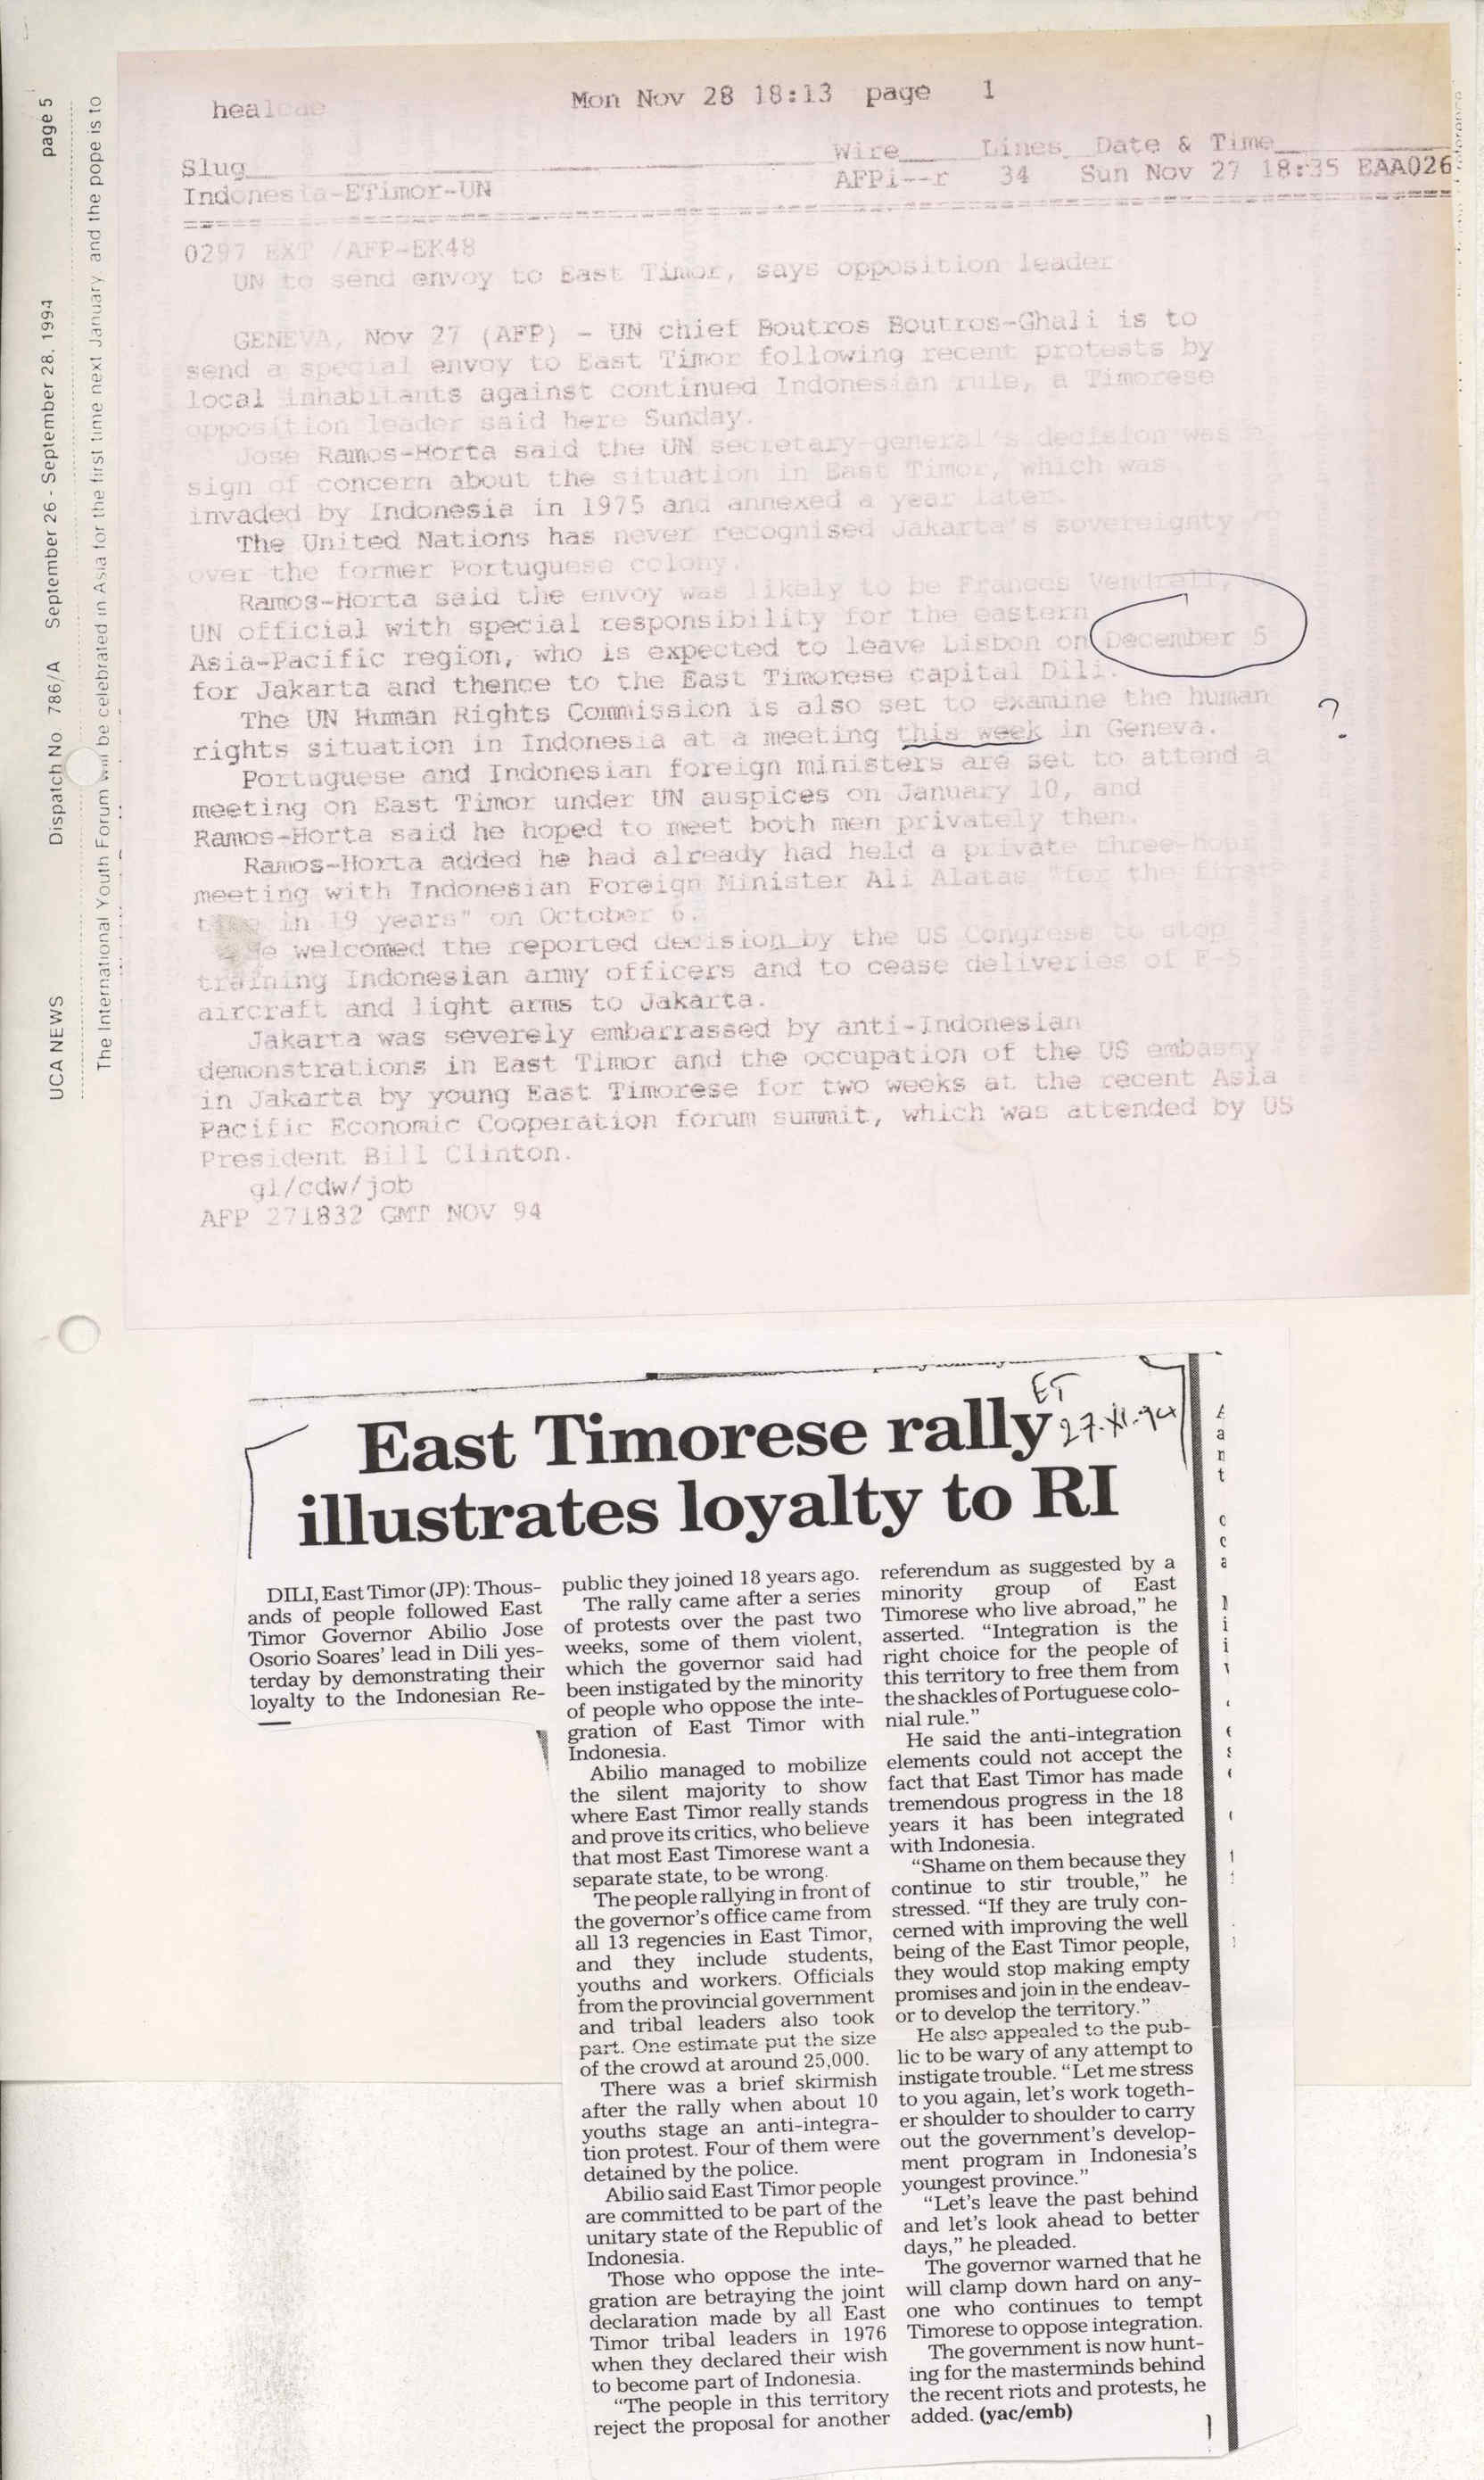 UCA NEWS Dispatch No 786/A September 26 - September 28, 1994 page 5
The International Youth Forum will be celebrated in Asia for the first time next January, and the pope is to
healeae Mon Nov 28 18:13 page 1
Slug Wire Lines Date & Time
Indonesia-ETimor-UN AFPi--r 34 Sun Nov 27 18:35 EAA026
0297 EXT /AFP-EK48
UN to send envoy to East Timor, says opposition leader
GENEVA, Nov 27 (AFP) - UN chief Boutros Boutros-Ghali is to
send a special envoy to East Timor following recent protests by
local inhabitants against continued Indonesian rule, a Timorese
opposition leader said here Sunday.
Jose Ramos-Horta said the UN secretary-general's decision was a
sign of concern about the situation in East Timor, which was
invaded by Indonesia in 1975 and annexed a year later.
The United Nations has never recognised Jakarta's sovereignty
over the former Portuguese colony.
Ramos-Horta said the envoy was likely to be Frances Vendrell,
UN official with special responsibility for the eastern
Asia-Pacific region, who is expected to leave Lisbon on December 5
for Jakarta and thence to the East Timorese capital Dili.
The UN Human Rights Commission is also set to examine the human
rights situation in Indonesia at a meeting this week in Geneva.
?
Portuguese and Indonesian foreign ministers are set to attend a
meeting on East Timor under UN auspices on January 10, and
Ramos-Horta said he hoped to meet both men privately then.
Ramos-Horta added he had already had held a private three-hour
meeting with Indonesian Foreign Minister Ali Alatas "for the first
time in 19 years" on October 6.
He welcomed the reported decision by the US Congress to stop
training Indonesian army officers and to cease deliveries of F-5
aircraft and light arms to Jakarta.
Jakarta was severely embarrassed by anti-Indonesian
demonstrations in East Timor and the occupation of the US embassy
in Jakarta by young East Timorese for two weeks at the recent Asia
Pacific Economic Cooperation forum summit, which was attended by US
President Bill Clinton.
gl/cdw/job
AFP 271832 GMT NOV 94
ET
27.XI.94
East Timorese rally
illustrates loyalty to RI
DILI, East Timor (JP): Thous-
ands of people followed East
Timor Governor Abilio Jose
Osorio Soares' lead in Dili yes-
terday by demonstrating their
loyalty to the Indonesian Re-
public they joined 18 years ago.
The rally came after a series
of protests over the past two
weeks, some of them violent,
which the governor said had
been instigated by the minority
of people who oppose the inte-
gration of East Timor with
Indonesia.
Abilio managed to mobilize
the silent majority to show
where East Timor really stands
and prove its critics, who believe
that most East Timorese want a
separate state, to be wrong.
The people rallying in front of
the governor's office came from
all 13 regencies in East Timor,
and they include students,
youths and workers. Officials
from the provincial government
and tribal leaders also took
part. One estimate put the size
of the crowd at around 25,000.
There was a brief skirmish
after the rally when about 10
youths stage an anti-integra-
tion protest. Four of them were
detained by the police.
Abilio said East Timor people
are committed to be part of the
unitary state of the Republic of
Indonesia.
Those who oppose the inte-
gration are betraying the joint
declaration made by all East
Timor tribal leaders in 1976
when they declared their wish
to become part of Indonesia.
"The people in this territory
reject the proposal for another
referendum as suggested by a
minority group of East
Timorese who live abroad," he
asserted. "Integration is the
right choice for the people of
this territory to free them from
the shackles of Portuguese colo-
nial rule."
He said the anti-integration
elements could not accept the
fact that East Timor has made
tremendous progress in the 18
years it has been integrated
with Indonesia.
"Shame on them because they
continue to stir trouble," he
stressed. "If they are truly con-
cerned with improving the well
being of the East Timor people,
they would stop making empty
promises and join in the endeav-
or to develop the territory."
He also appealed to the pub-
lic to be wary of any attempt to
instigate trouble. "Let me stress
to you again, let's work togeth-
er shoulder to shoulder to carry
out the government's develop-
ment program in Indonesia's
youngest province."
"Let's leave the past behind
and let's look ahead to better
days," he pleaded.
The governor warned that he
will clamp down hard on any-
one who continues to tempt
Timorese to oppose integration.
The government is now hunt-
ing for the masterminds behind
the recent riots and protests, he
added. (yac/emb)